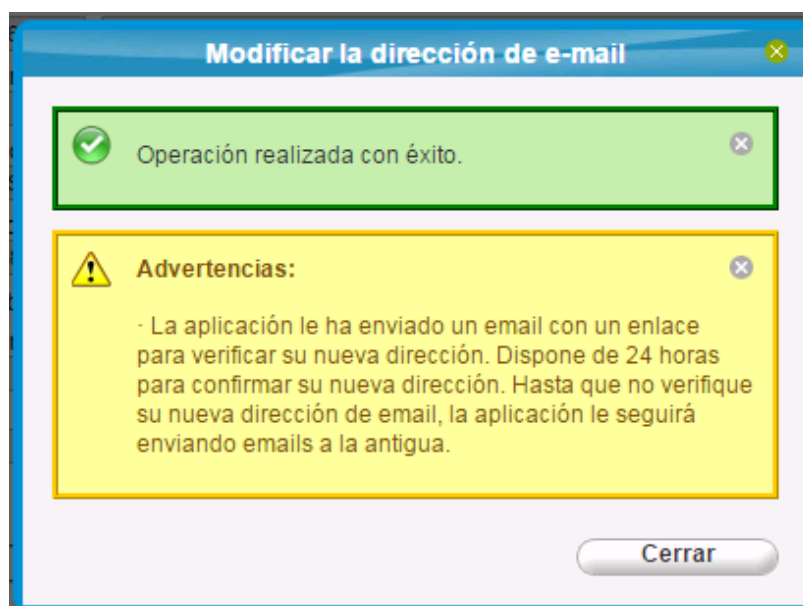 Modificar la dirección de e-mail
Operación realizada con éxito.
Advertencias:
· La aplicación le ha enviado un email con un enlace
para verificar su nueva dirección. Dispone de 24 horas
para confirmar su nueva dirección. Hasta que no verifique
su nueva dirección de email, la aplicación le seguirá
enviando emails a la antigua.
Cerrar